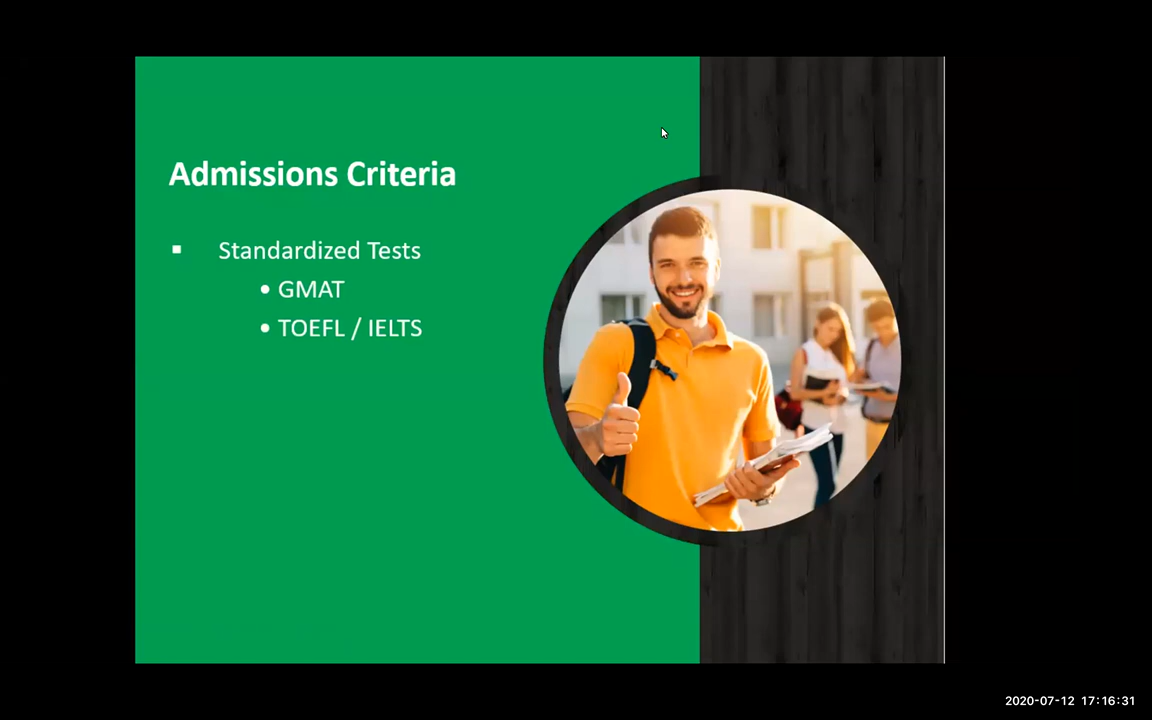 Admissions Criteria
▪ Standardized Tests
• GMAT
• TOEFL / IELTS
2020-07-12 17:16:31